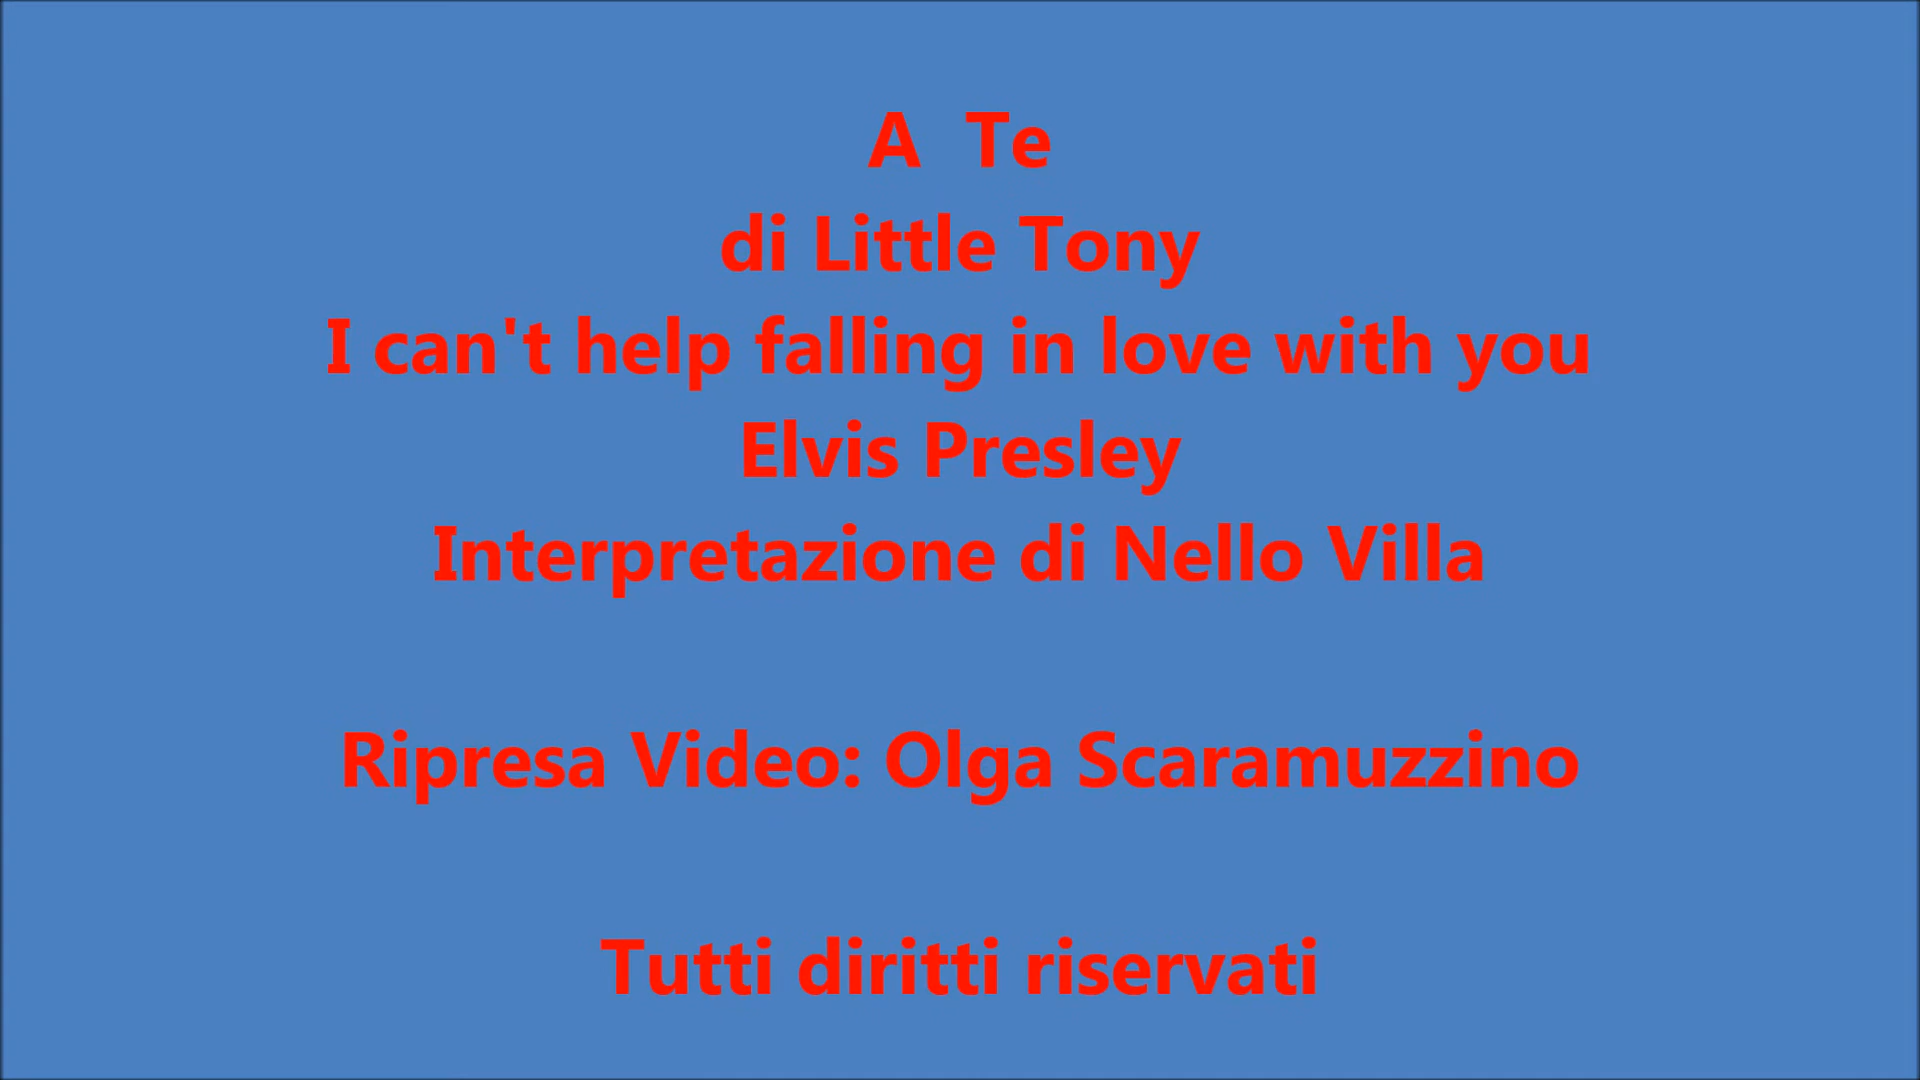 A Te
di Little Tony
I can't help falling in love with you
Elvis Presley
Interpretazione di Nello Villa
Ripresa Video: Olga Scaramuzzino
Tutti diritti riservati